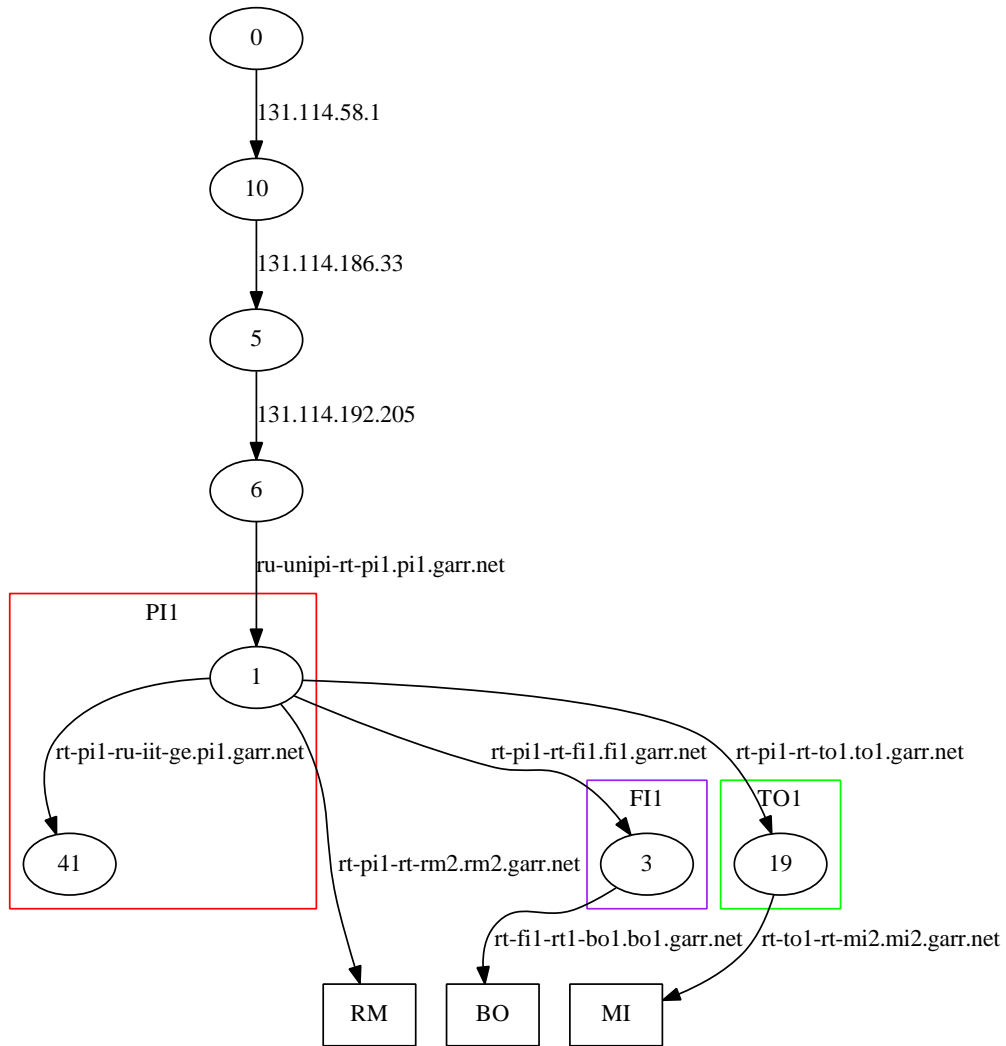 0
131.114.58.1
10
131.114.186.33
5
131.114.192.205
6
ru-unipi-rt-pi1.pi1.garr.net
PI1
1
rt-pi1-ru-iit-ge.pi1.garr.net
rt-pi1-rt-fi1.fi1.garr.net
rt-pi1-rt-to1.to1.garr.net
FI1
TO1
41
rt-pi1-rt-rm2.rm2.garr.net
3
19
rt-fi1-rt1-bo1.bo1.garr.net
rt-to1-rt-mi2.mi2.garr.net
RM
BO
MI